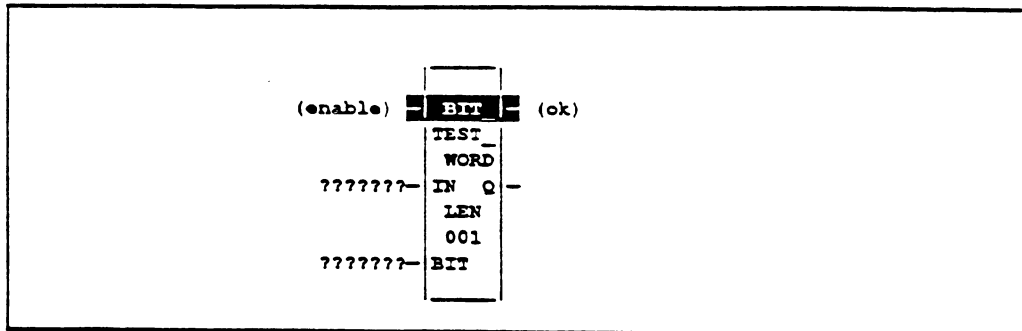 (enable) BIT_ (ok)
TEST_
WORD
??????? IN Q
LEN
001
??????? BIT